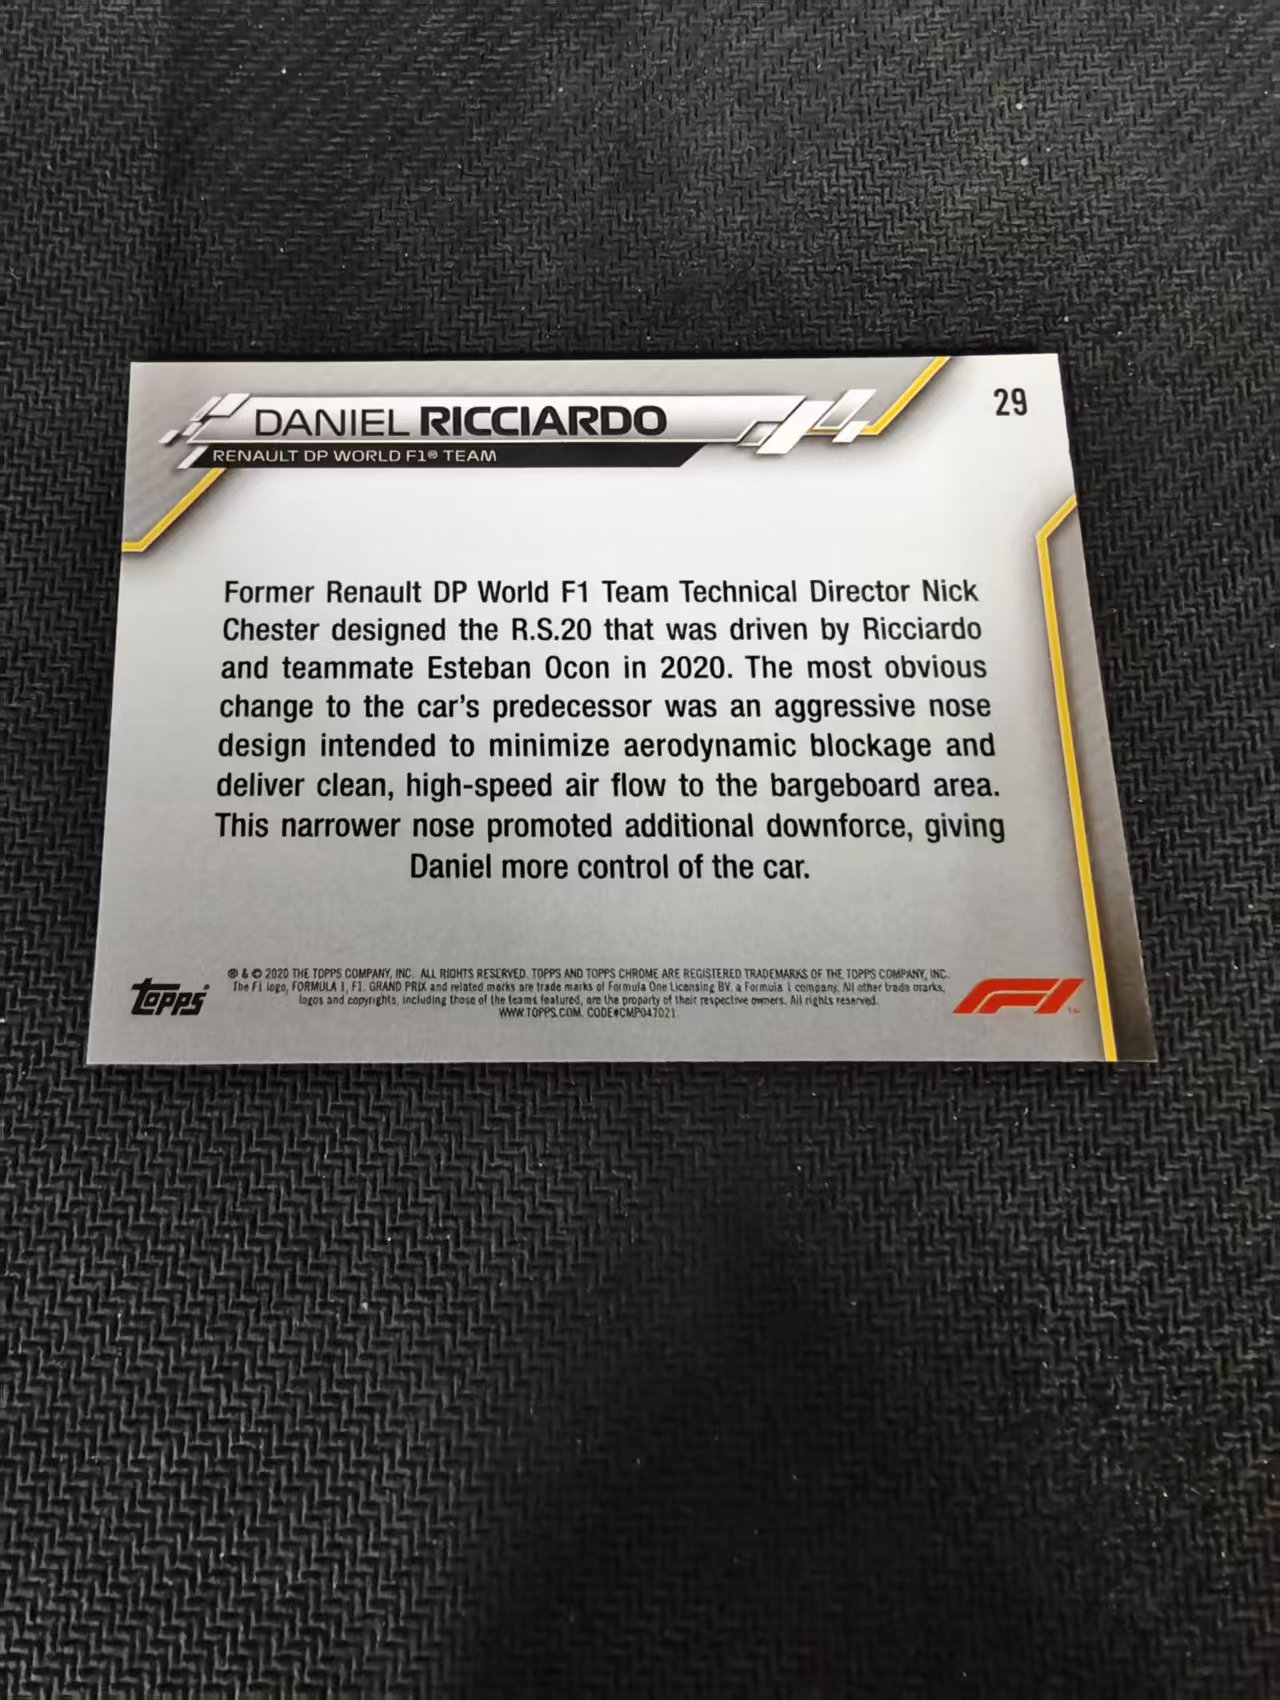 DANIEL RICCIARDO
29
RENAULT DP WORLD F1® TEAM
Former Renault DP World F1 Team Technical Director Nick
Chester designed the R.S.20 that was driven by Ricciardo
and teammate Esteban Ocon in 2020. The most obvious
change to the car's predecessor was an aggressive nose
design intended to minimize aerodynamic blockage and
deliver clean, high-speed air flow to the bargeboard area.
This narrower nose promoted additional downforce, giving
Daniel more control of the car.
Topps
® & © 2020 THE TOPPS COMPANY, INC. ALL RIGHTS RESERVED. TOPPS AND TOPPS CHROME ARE REGISTERED TRADEMARKS OF THE TOPPS COMPANY, INC.
The F1 logo, FORMULA 1, F1, GRAND PRIX and related marks are trade marks of Formula One Licensing BV, a Formula 1 company. All other trade marks,
logos and copyrights, including those of the teams featured, are the property of their respective owners. All rights reserved.
WWW.TOPPS.COM. CODE#CMP047021
F1